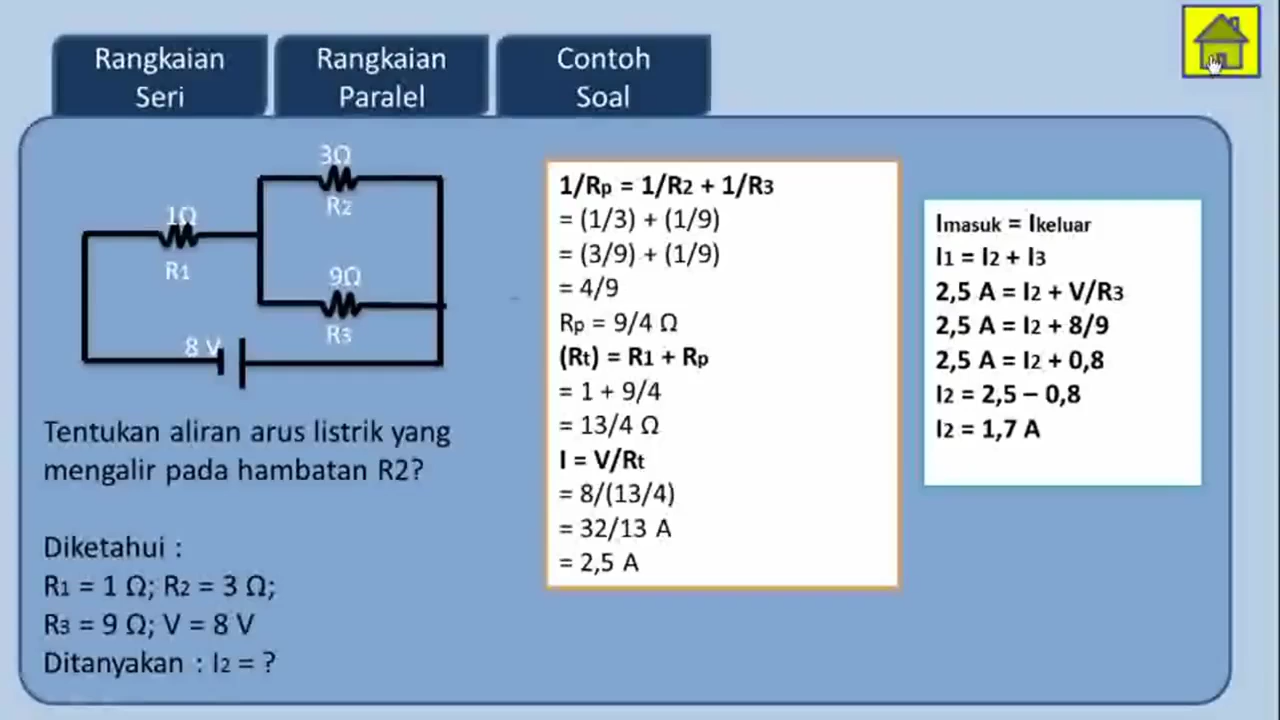 Rangkaian
Seri
Rangkaian
Paralel
Contoh
Soal
3Ω
R2
1Ω
R1
9Ω
R3
8 V
Tentukan aliran arus listrik yang
mengalir pada hambatan R2?
Diketahui :
R1 = 1 Ω; R2 = 3 Ω;
R3 = 9 Ω; V = 8 V
Ditanyakan : I2 = ?
1/Rp = 1/R2 + 1/R3
= (1/3) + (1/9)
= (3/9) + (1/9)
= 4/9
Rp = 9/4 Ω
(Rt) = R1 + Rp
= 1 + 9/4
= 13/4 Ω
I = V/Rt
= 8/(13/4)
= 32/13 A
= 2,5 A
Imasuk = Ikeluar
I1 = I2 + I3
2,5 A = I2 + V/R3
2,5 A = I2 + 8/9
2,5 A = I2 + 0,8
I2 = 2,5 – 0,8
I2 = 1,7 A